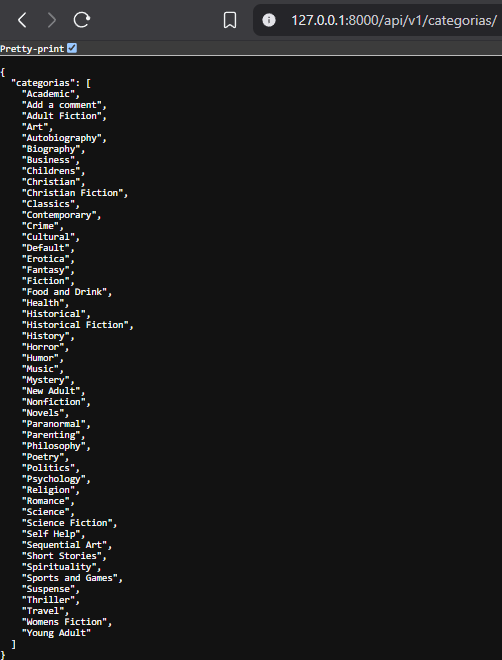 127.0.0.1:8000/api/v1/categorias/
Pretty-print
{
  "categorias": [
    "Academic",
    "Add a comment",
    "Adult Fiction",
    "Art",
    "Autobiography",
    "Biography",
    "Business",
    "Childrens",
    "Christian",
    "Christian Fiction",
    "Classics",
    "Contemporary",
    "Crime",
    "Cultural",
    "Default",
    "Erotica",
    "Fantasy",
    "Fiction",
    "Food and Drink",
    "Health",
    "Historical",
    "Historical Fiction",
    "History",
    "Horror",
    "Humor",
    "Music",
    "Mystery",
    "New Adult",
    "Nonfiction",
    "Novels",
    "Paranormal",
    "Parenting",
    "Philosophy",
    "Poetry",
    "Politics",
    "Psychology",
    "Religion",
    "Romance",
    "Science",
    "Science Fiction",
    "Self Help",
    "Sequential Art",
    "Short Stories",
    "Spirituality",
    "Sports and Games",
    "Suspense",
    "Thriller",
    "Travel",
    "Womens Fiction",
    "Young Adult"
  ]
}